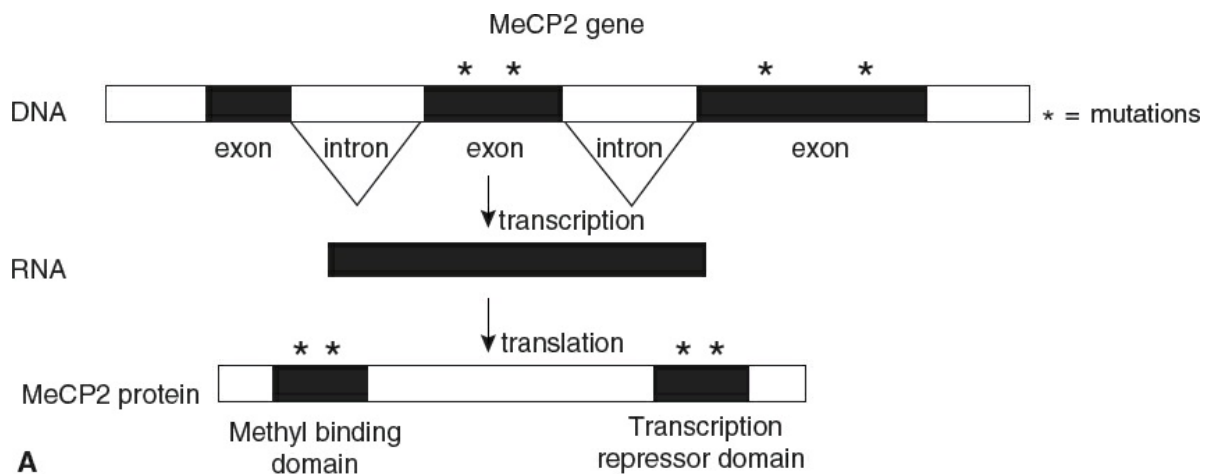 MeCP2 gene
* * * *
DNA
* = mutations
exon intron exon intron exon
transcription
RNA
translation
* * * *
MeCP2 protein
Methyl binding
domain
Transcription
repressor domain
A